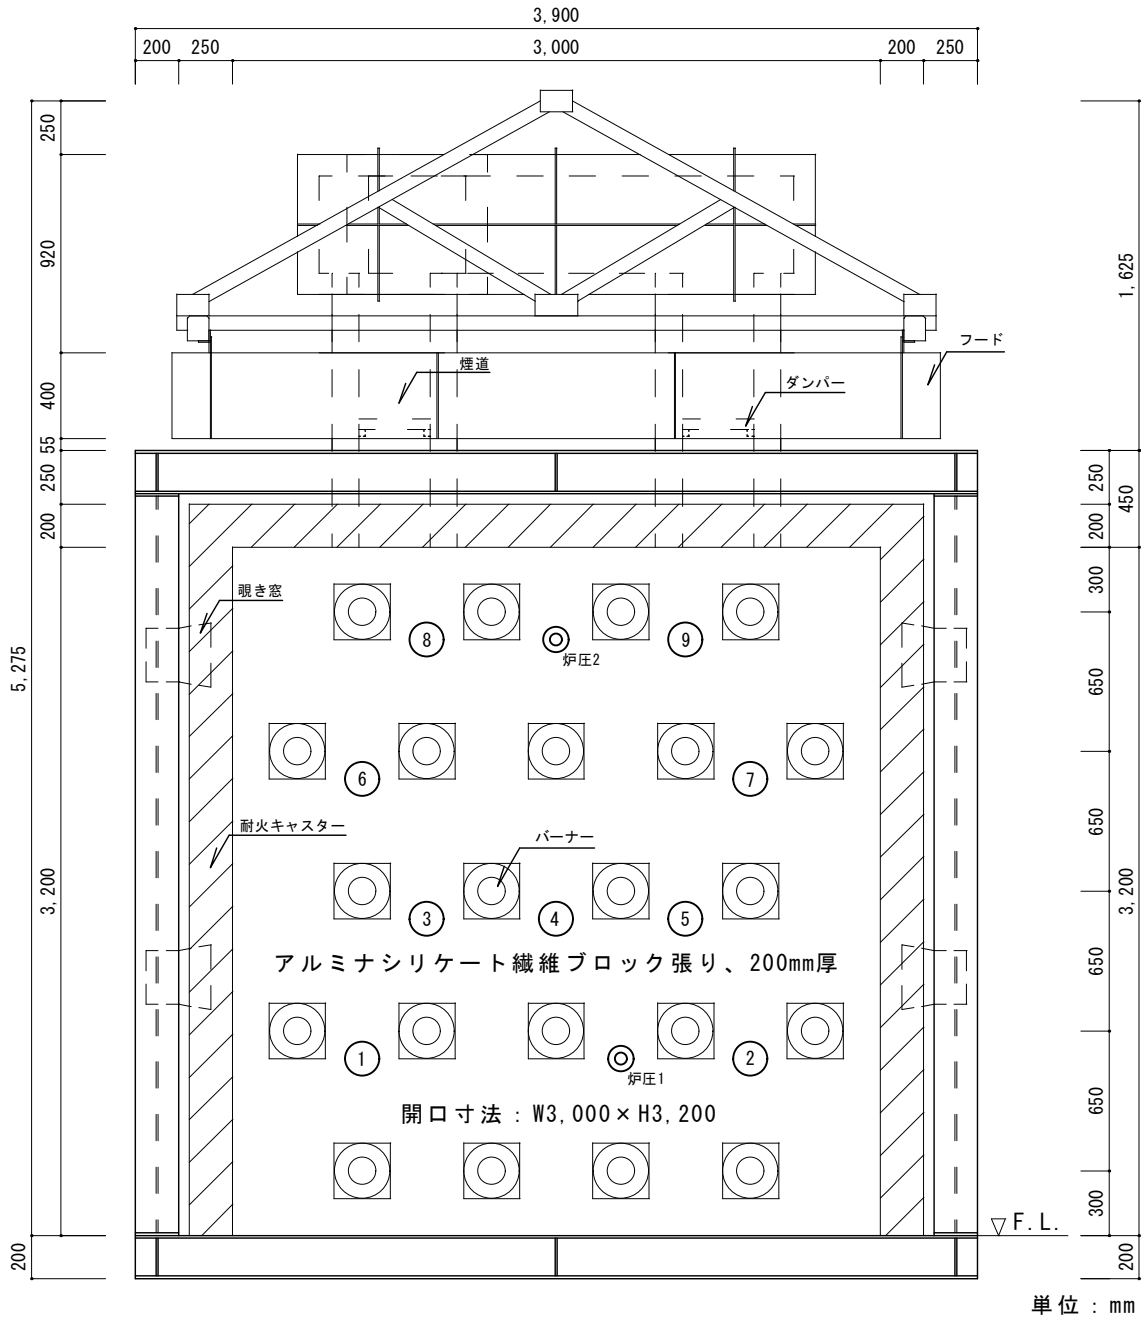 3,900
200 250 3,000 200 250
250
920
1,625
フード
煙道
ダンパー
400
55
250
200
250
200
450
覗き窓
300
8
9
炉圧2
5,275
650
6
7
650
耐火キャスター
バーナー
3,200
3,200
3
4
5
アルミナシリケート繊維ブロック張り、200mm厚
650
1
2
炉圧1
開口寸法：W3,000×H3,200
650
300
▽F.L.
200
200
単位：mm